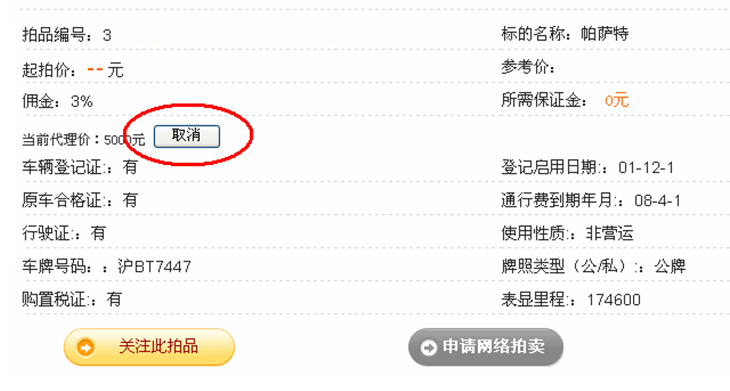 拍品编号：3 标的名称：帕萨特
起拍价：--元 参考价：
佣金：3% 所需保证金： 0元
当前代理价：5000元 取消
车辆登记证:：有 登记启用日期:：01-12-1
原车合格证:：有 通行费到期年月:：08-4-1
行驶证:：有 使用性质:：非营运
车牌号码：：沪BT7447 牌照类型（公/私）:：公牌
购置税证:：有 表显里程:：174600
关注此拍品 申请网络拍卖